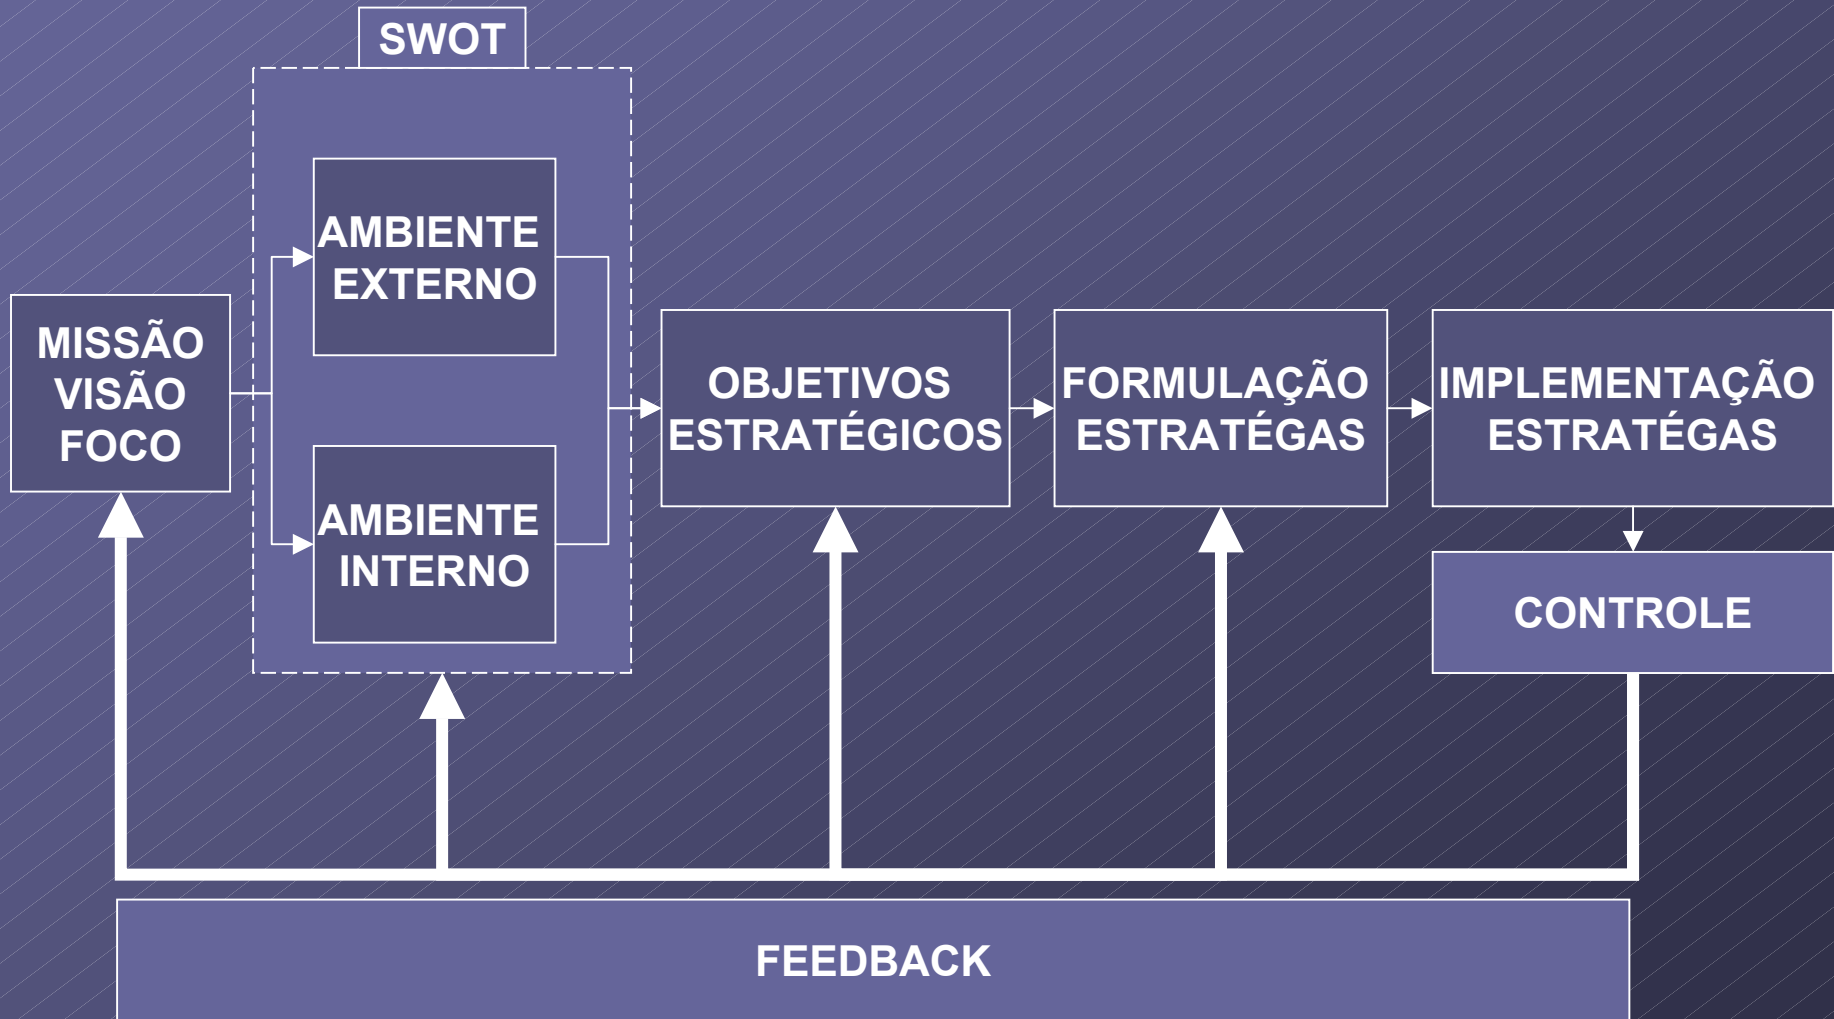 SWOT
AMBIENTE
EXTERNO
MISSÃO
VISÃO
FOCO
AMBIENTE
INTERNO
OBJETIVOS
ESTRATÉGICOS
FORMULAÇÃO
ESTRATÉGAS
IMPLEMENTAÇÃO
ESTRATÉGAS
CONTROLE
FEEDBACK